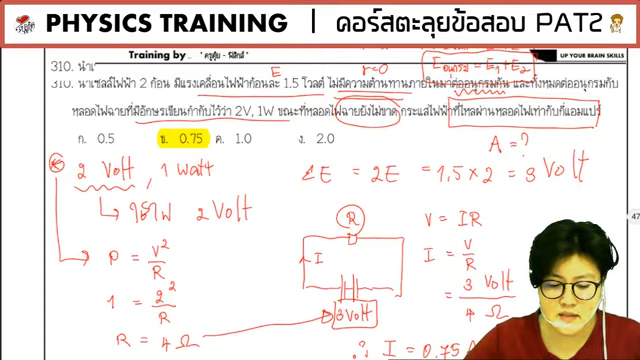 PHYSICS TRAINING | คอร์สตะลุยข้อสอบ PAT2
Training by.. "ครูตุ้ย - ฟิสิกส์"
UP YOUR BRAIN SKILLS
E r=0 E อนุกรม = E1 + E2
310. นำเ
310. นำเซลล์ไฟฟ้า 2 ก้อน มีแรงเคลื่อนไฟฟ้าก้อนละ 1.5 โวลต์ ไม่มีความต้านทานภายในมาต่ออนุกรมกัน และทั้งหมดต่ออนุกรมกับ
หลอดไฟฉายที่มีอักษรเขียนกำกับไว้ว่า 2V, 1W ขณะที่หลอดไฟฉายยังไม่ขาด กระแสไฟฟ้าที่ไหลผ่านหลอดไฟเท่ากับกี่แอมแปร์
ก. 0.5 ข. 0.75 ค. 1.0 ง. 2.0
A = ?
2 Volt , 1 watt
ΣE = 2E = 1.5 × 2 = 3 Volt
ใช้ไฟ 2 Volt
R
V = IR
P = V²/R
I
I = V/R
1 = 2²/R
= 3 Volt / 4 Ω
3 Volt
R = 4 Ω
∴ I = 0.75 A
47